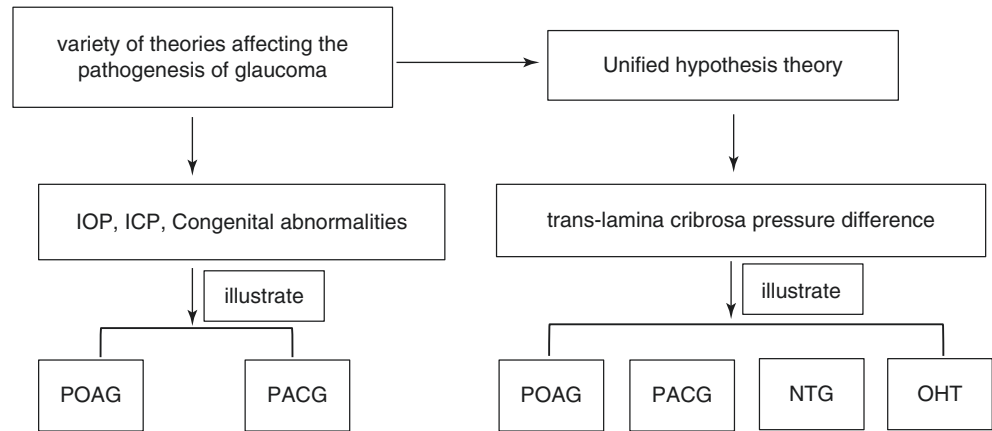 variety of theories affecting the
pathogenesis of glaucoma
Unified hypothesis theory
IOP, ICP, Congenital abnormalities
trans-lamina cribrosa pressure difference
illustrate
illustrate
POAG
PACG
POAG
PACG
NTG
OHT